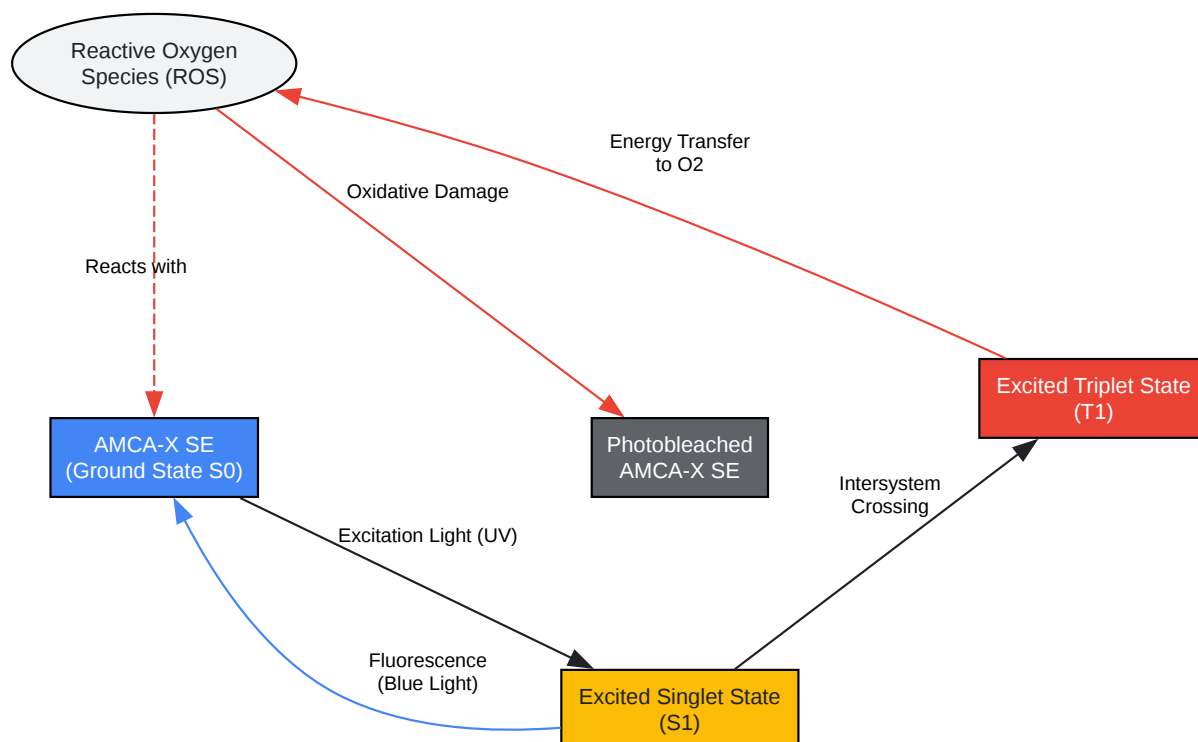 Reactive Oxygen
Species (ROS)
Energy Transfer
to O2
Oxidative Damage
Reacts with
Excited Triplet State
(T1)
AMCA-X SE
(Ground State S0)
Photobleached
AMCA-X SE
Intersystem
Crossing
Excitation Light (UV)
Fluorescence
(Blue Light)
Excited Singlet State
(S1)